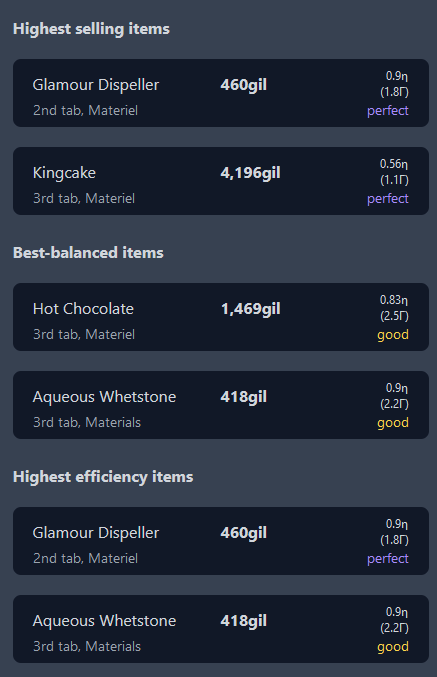 Highest selling items
Glamour Dispeller 460gil 0.9η
(1.8Γ)
2nd tab, Materiel perfect
Kingcake 4,196gil 0.56η
(1.1Γ)
3rd tab, Materiel perfect
Best-balanced items
Hot Chocolate 1,469gil 0.83η
(2.5Γ)
3rd tab, Materiel good
Aqueous Whetstone 418gil 0.9η
(2.2Γ)
3rd tab, Materials good
Highest efficiency items
Glamour Dispeller 460gil 0.9η
(1.8Γ)
2nd tab, Materiel perfect
Aqueous Whetstone 418gil 0.9η
(2.2Γ)
3rd tab, Materials good